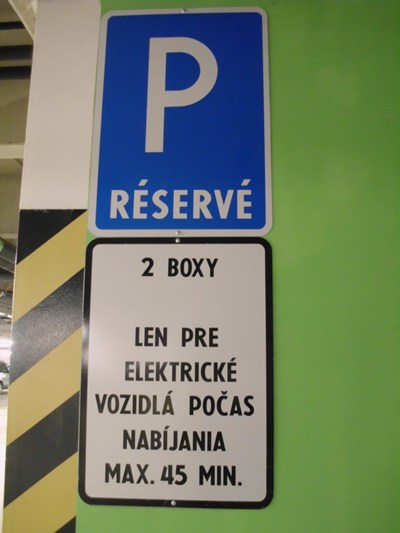 P
RÉSERVÉ
2 BOXY
LEN PRE
ELEKTRICKÉ
VOZIDLÁ POČAS
NABÍJANIA
MAX. 45 MIN.